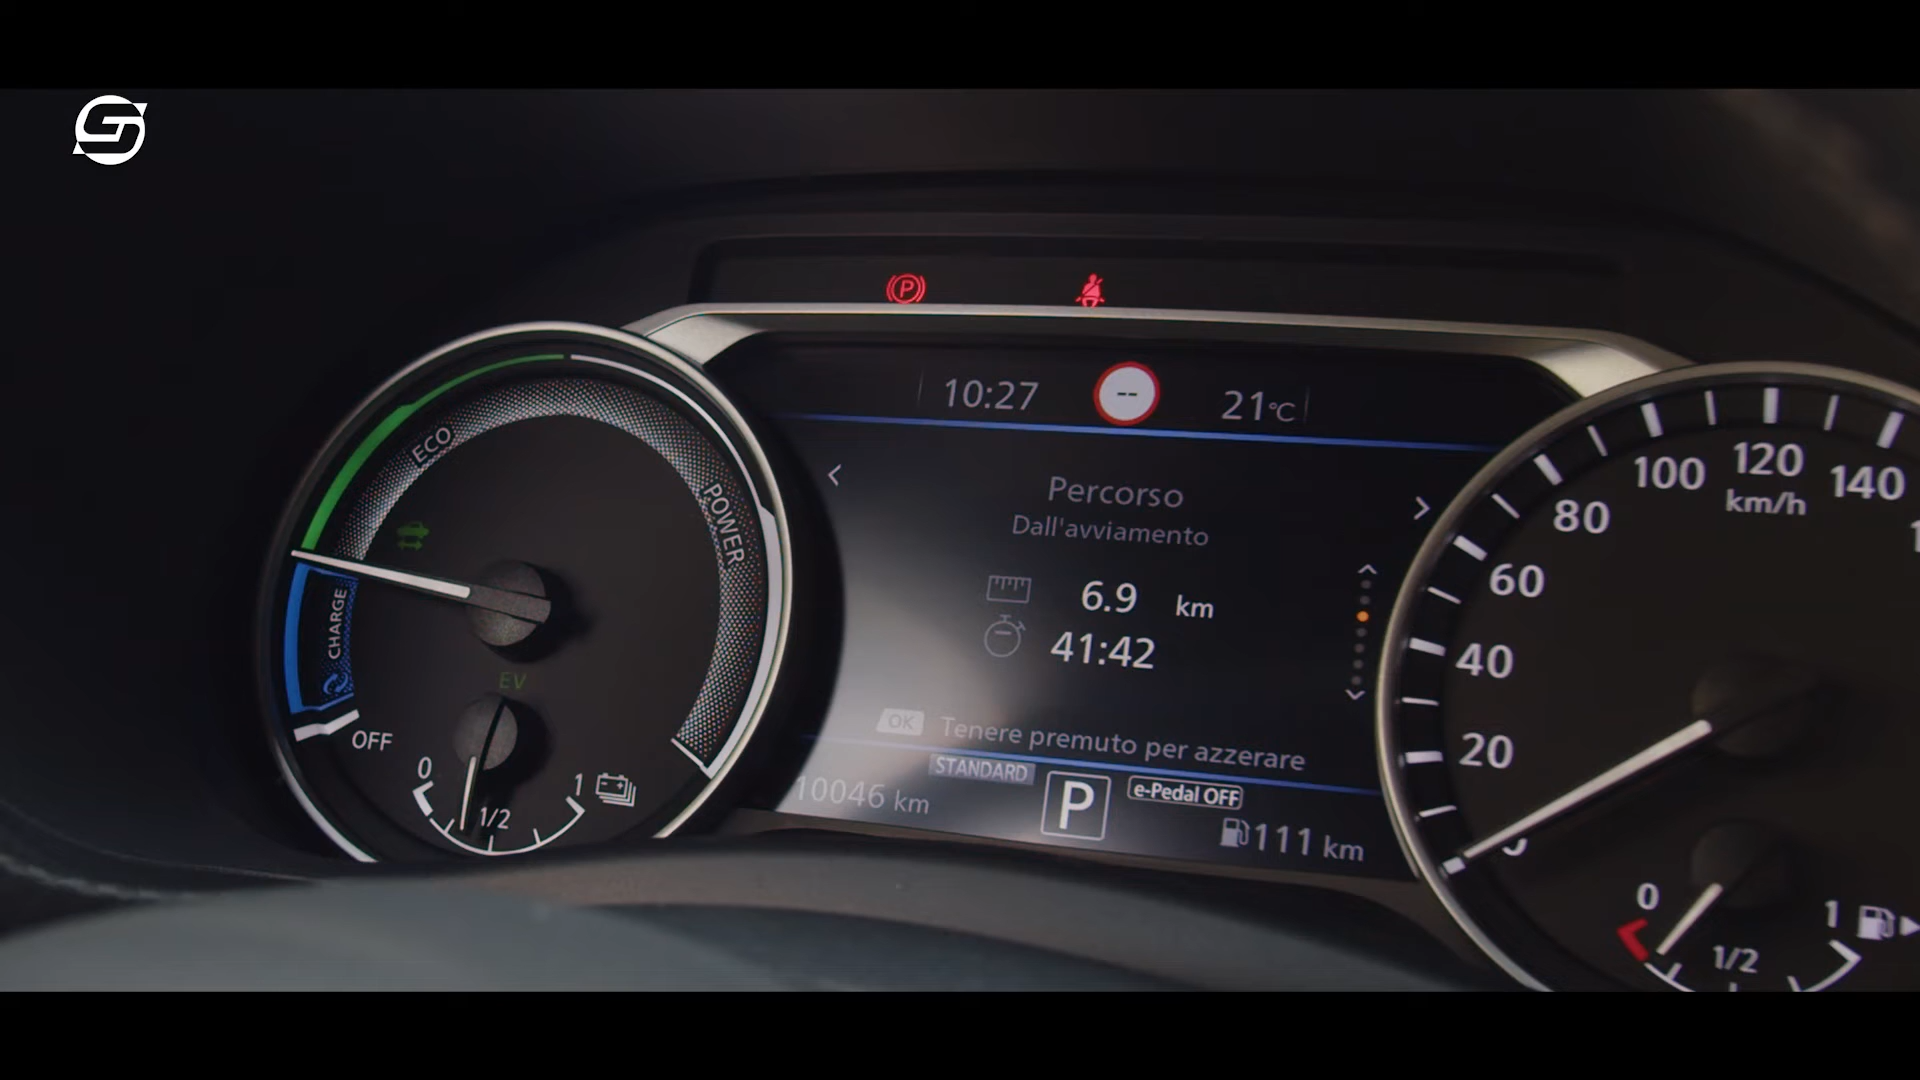 P
10:27
--
21°C
ECO
POWER
CHARGE
OFF
EV
0
1/2
1
Percorso
Dall'avviamento
6.9 km
41:42
OK Tenere premuto per azzerare
STANDARD
10046 km
P
e-Pedal OFF
111 km
20
40
60
80
100
120
140
km/h
0
0
1/2
1